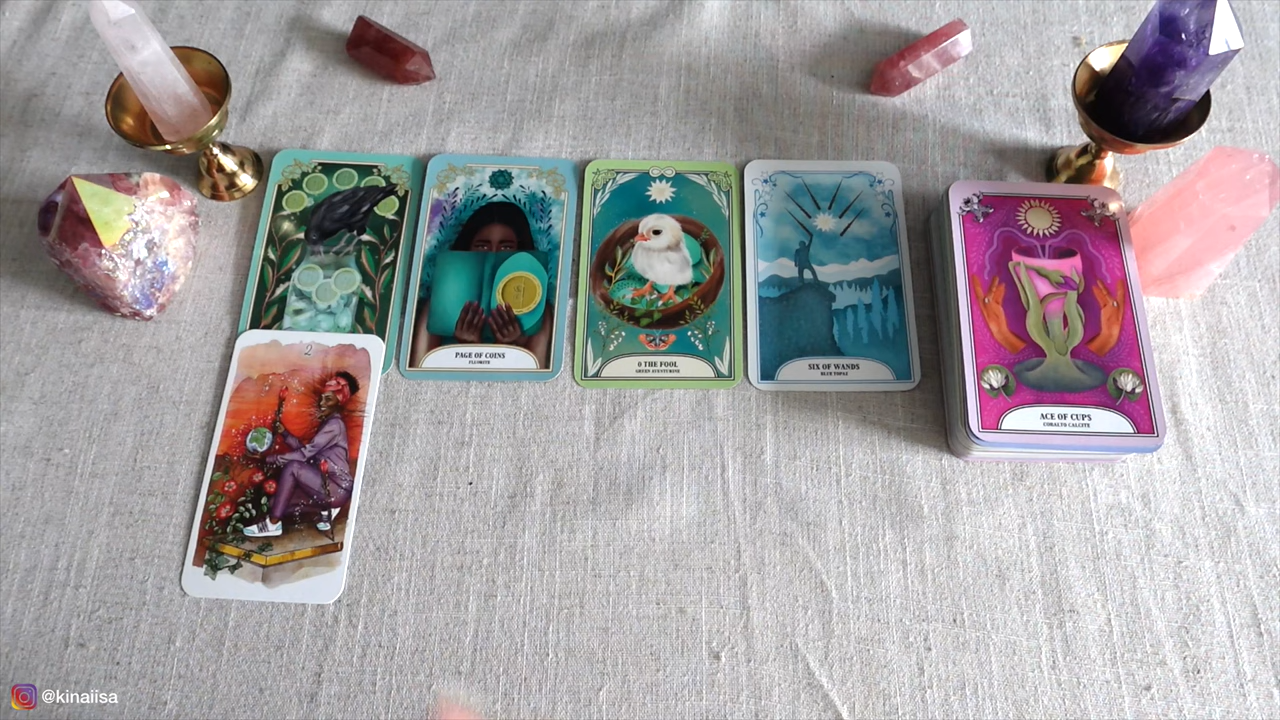 PAGE OF COINS
FLUORITE
0 THE FOOL
GREEN AVENTURINE
SIX OF WANDS
BLUE TOPAZ
ACE OF CUPS
COBALTO CALCITE
2
@kinaiisa